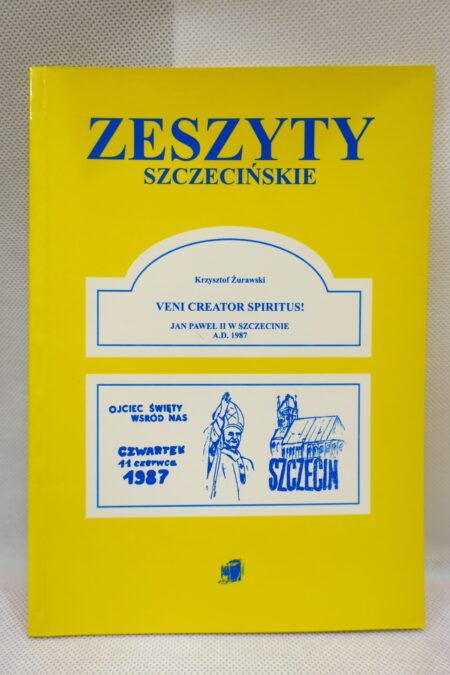 ZESZYTY
SZCZECIŃSKIE
Krzysztof Żurawski
VENI CREATOR SPIRITUS!
JAN PAWEŁ II W SZCZECINIE
A.D. 1987
OJCIEC ŚWIĘTY
WSRÓD NAS
CZWARTEK
11 czerwca
1987
SZCZECIN